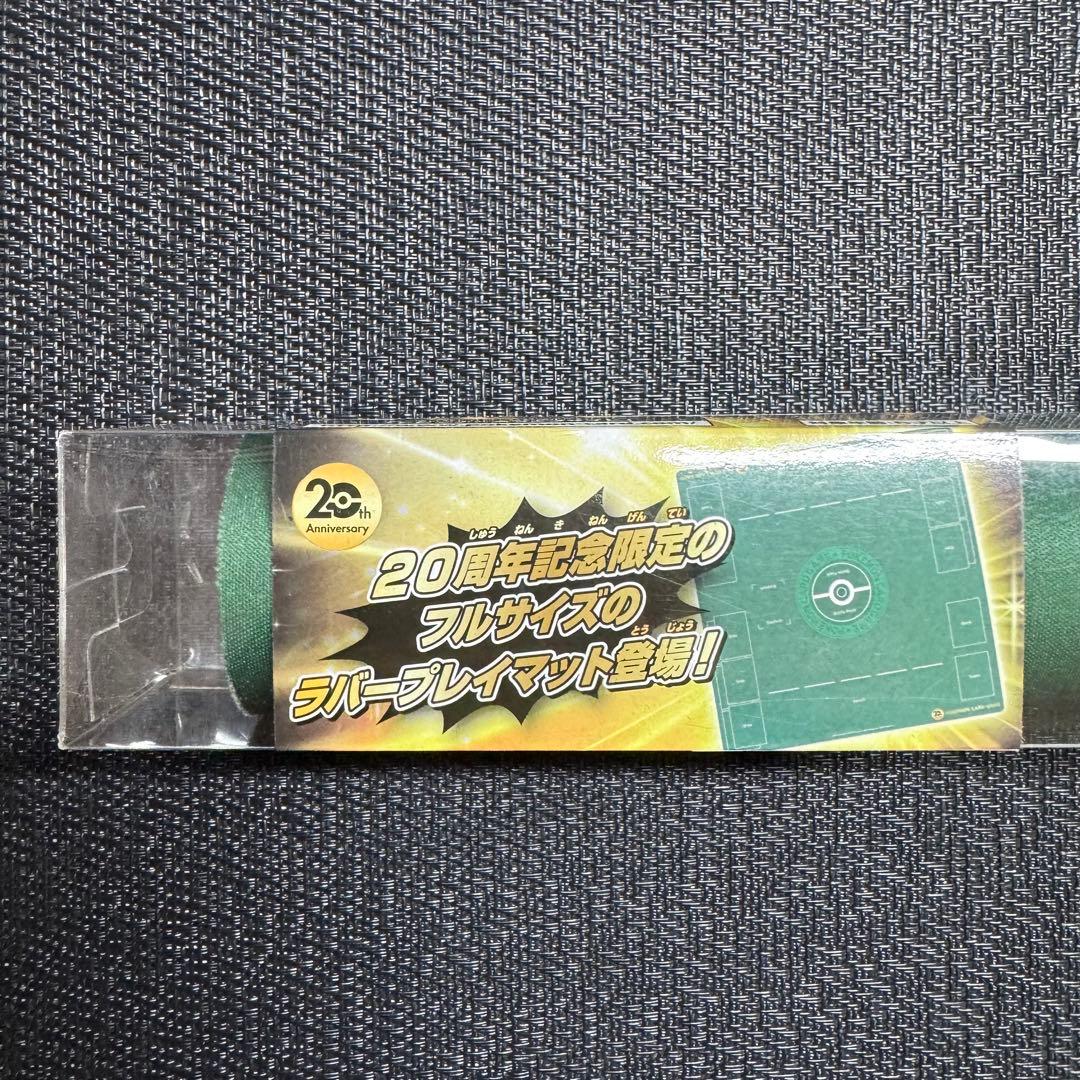 20th
Anniversary
しゅうねんきねんげんてい
20周年記念限定の
フルサイズの
とうじょう
ラバープレイマット登場!